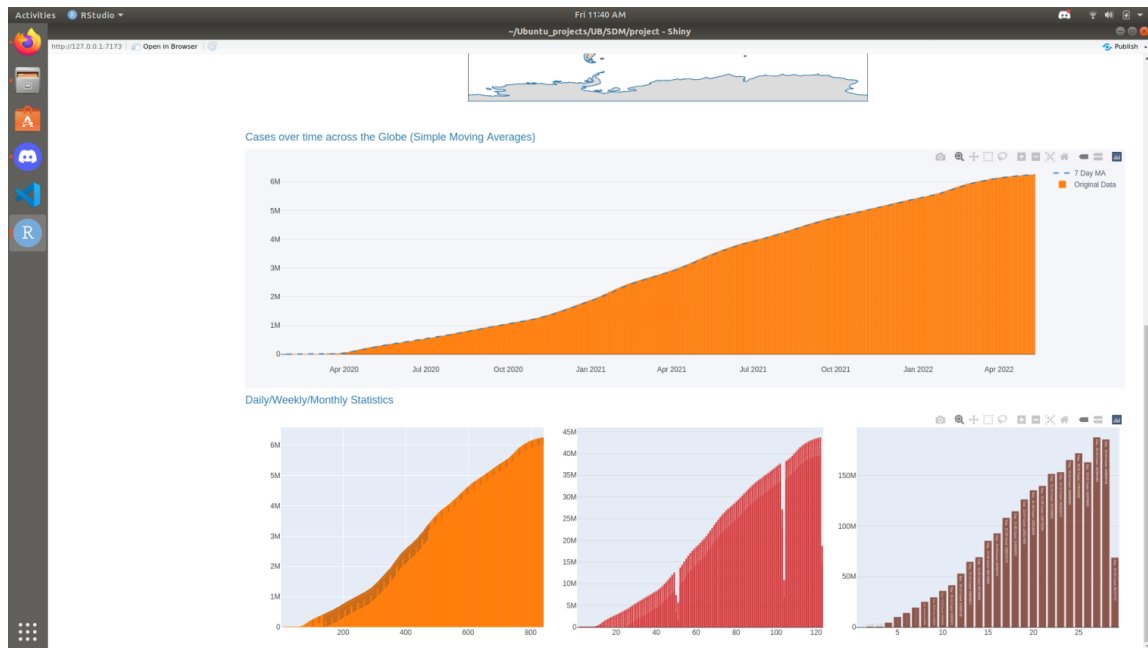 Activities RStudio Fri 11:40 AM
~/Ubuntu_projects/UB/SDM/project - Shiny
http://127.0.0.1:7173 Open in Browser Publish
Cases over time across the Globe (Simple Moving Averages)
7 Day MA
Original Data
6M
5M
4M
3M
2M
1M
0
Apr 2020 Jul 2020 Oct 2020 Jan 2021 Apr 2021 Jul 2021 Oct 2021 Jan 2022 Apr 2022
Daily/Weekly/Monthly Statistics
6M
5M
4M
3M
2M
1M
0
200 400 600 800
45M
40M
35M
30M
25M
20M
15M
10M
5M
0
20 40 60 80 100 120
150M
100M
50M
0
5 10 15 20 25
R